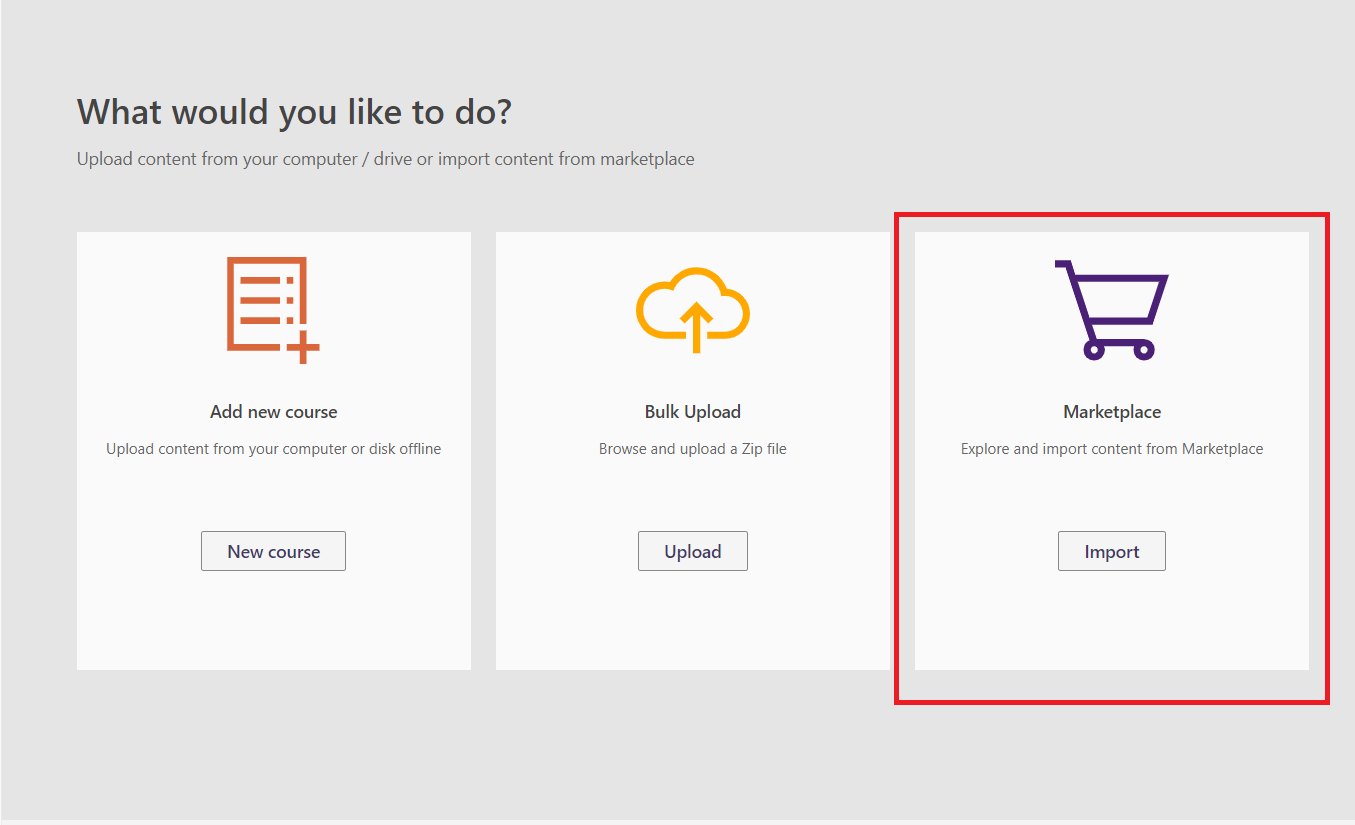 What would you like to do?
Upload content from your computer / drive or import content from marketplace
Add new course
Upload content from your computer or disk offline
New course
Bulk Upload
Browse and upload a Zip file
Upload
Marketplace
Explore and import content from Marketplace
Import